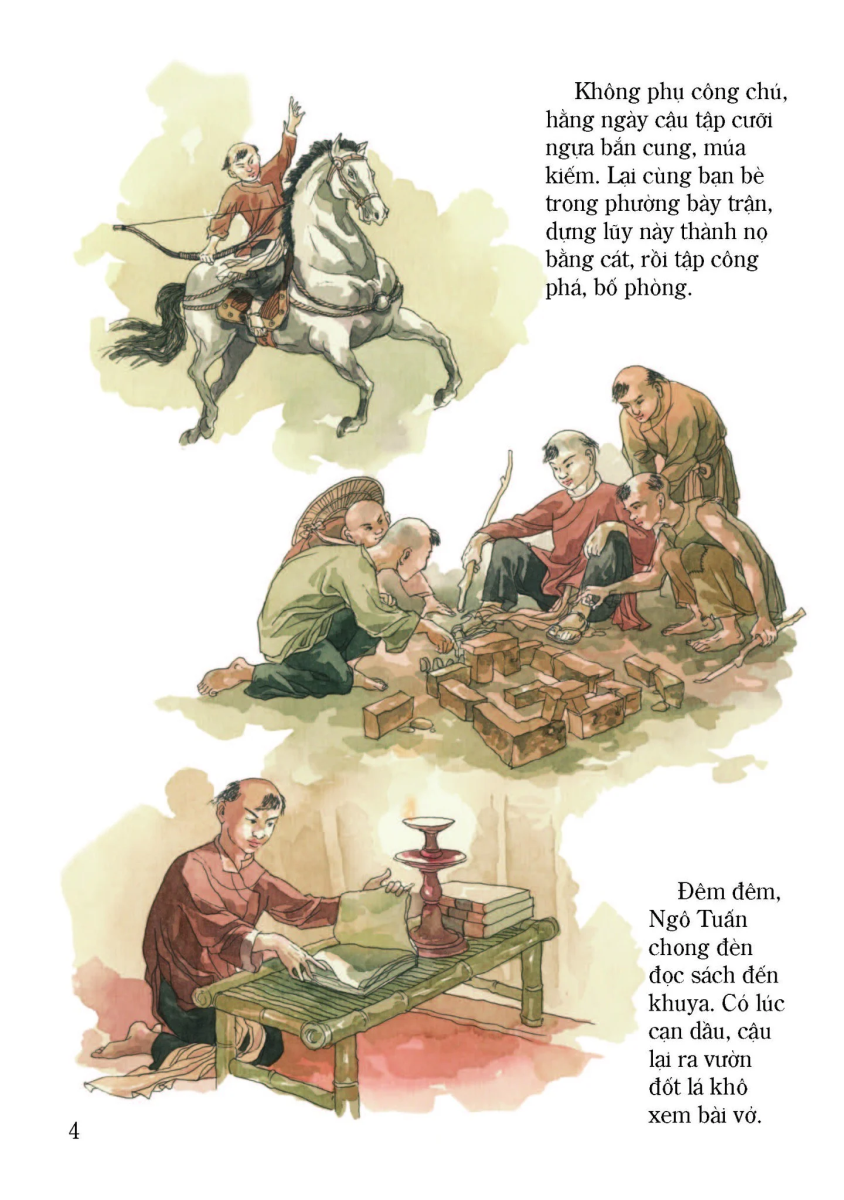 Không phụ công chú,
hằng ngày cậu tập cưỡi
ngựa bắn cung, múa
kiếm. Lại cùng bạn bè
trong phường bày trận,
dựng lũy này thành nọ
bằng cát, rồi tập công
phá, bố phòng.
Đêm đêm,
Ngô Tuấn
chong đèn
đọc sách đến
khuya. Có lúc
cạn dầu, cậu
lại ra vườn
đốt lá khô
xem bài vở.
4